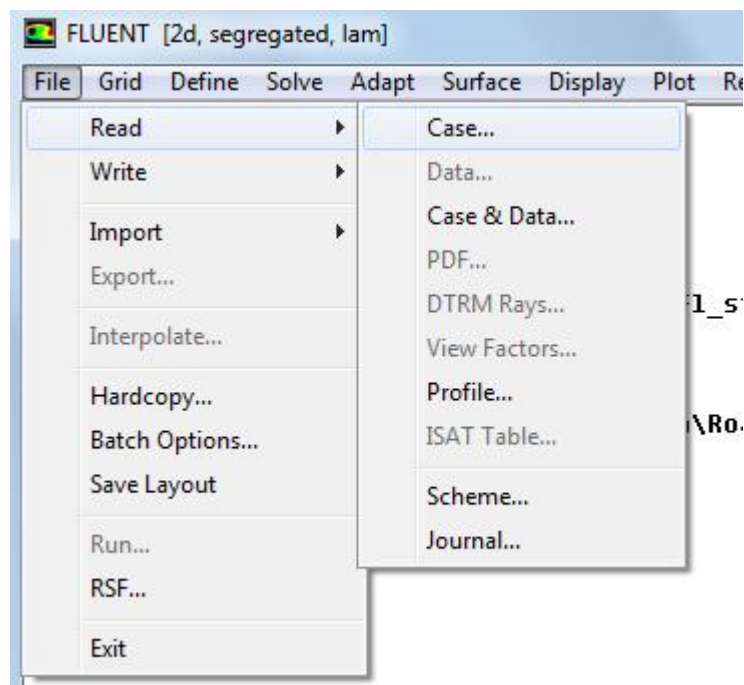 FLUENT [2d, segregated, lam]
File Grid Define Solve Adapt Surface Display Plot
Read
Write
Import
Export...
Interpolate...
Hardcopy...
Batch Options...
Save Layout
Run...
RSF...
Exit
Case...
Data...
Case & Data...
PDF...
DTRM Rays...
View Factors...
Profile...
ISAT Table...
Scheme...
Journal...